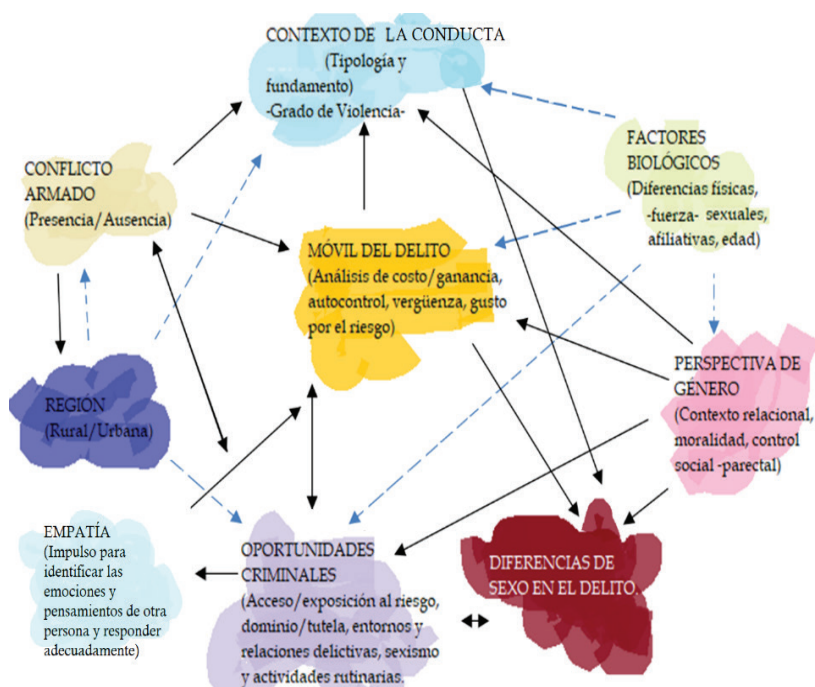 CONTEXTO DE LA CONDUCTA
(Tipología y
fundamento)
-Grado de Violencia-
FACTORES
BIOLÓGICOS
(Diferencias físicas,
-fuerza- sexuales,
afiliativas, edad)
CONFLICTO
ARMADO
(Presencia/Ausencia)
MÓVIL DEL DELITO
(Análisis de costo/ganancia,
autocontrol, vergüenza, gusto
por el riesgo)
PERSPECTIVA DE
GÉNERO
(Contexto relacional,
moralidad, control
social -parectal)
REGIÓN
(Rural/Urbana)
EMPATÍA
(Impulso para
identificar las
emociones y
pensamientos de otra
persona y responder
adecuadamente)
OPORTUNIDADES
CRIMINALES
(Acceso/exposición al riesgo,
dominio/tutela, entornos y
relaciones delictivas, sexismo
y actividades rutinarias.
DIFERENCIAS DE
SEXO EN EL DELITO.